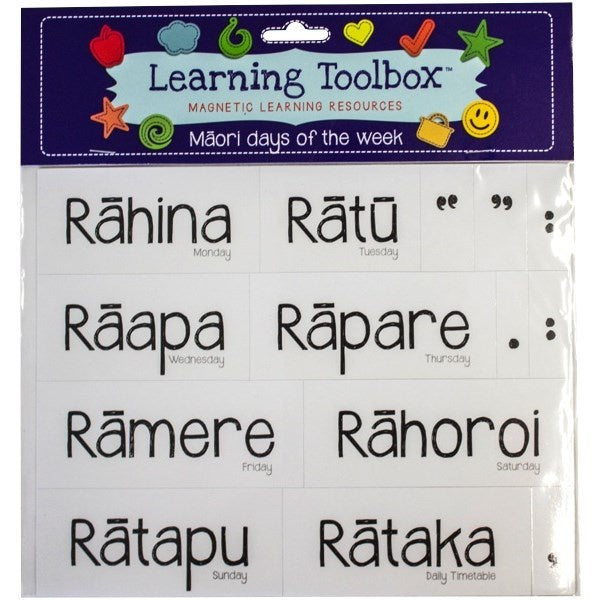 Learning Toolbox™
MAGNETIC LEARNING RESOURCES
Māori days of the week
Rāhina
Monday
Rātū
Tuesday
“ ” :
Rāapa
Wednesday
Rāpare
Thursday
. :
Rāmere
Friday
Rāhoroi
Saturday
Rātapu
Sunday
Rātaka
Daily Timetable
,